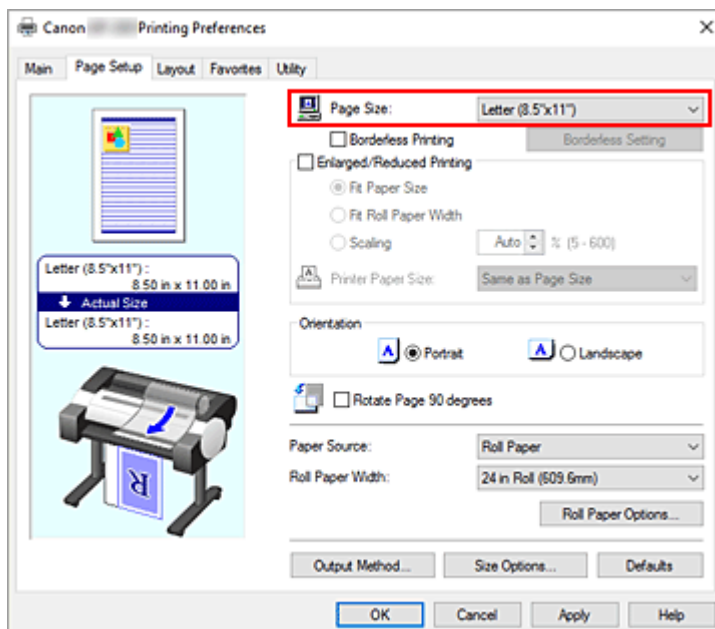 Canon Printing Preferences
Main Page Setup Layout Favorites Utility
Page Size: Letter (8.5"x11")
Borderless Printing Borderless Setting
Enlarged/Reduced Printing
Fit Paper Size
Fit Roll Paper Width
Scaling Auto % (5 - 600)
Printer Paper Size: Same as Page Size
Letter (8.5"x11") :
8.50 in x 11.00 in
Actual Size
Letter (8.5"x11") :
8.50 in x 11.00 in
Orientation
A Portrait A Landscape
Rotate Page 90 degrees
Paper Source: Roll Paper
Roll Paper Width: 24 in Roll (609.6mm)
R
Roll Paper Options...
Output Method... Size Options... Defaults
OK Cancel Apply Help